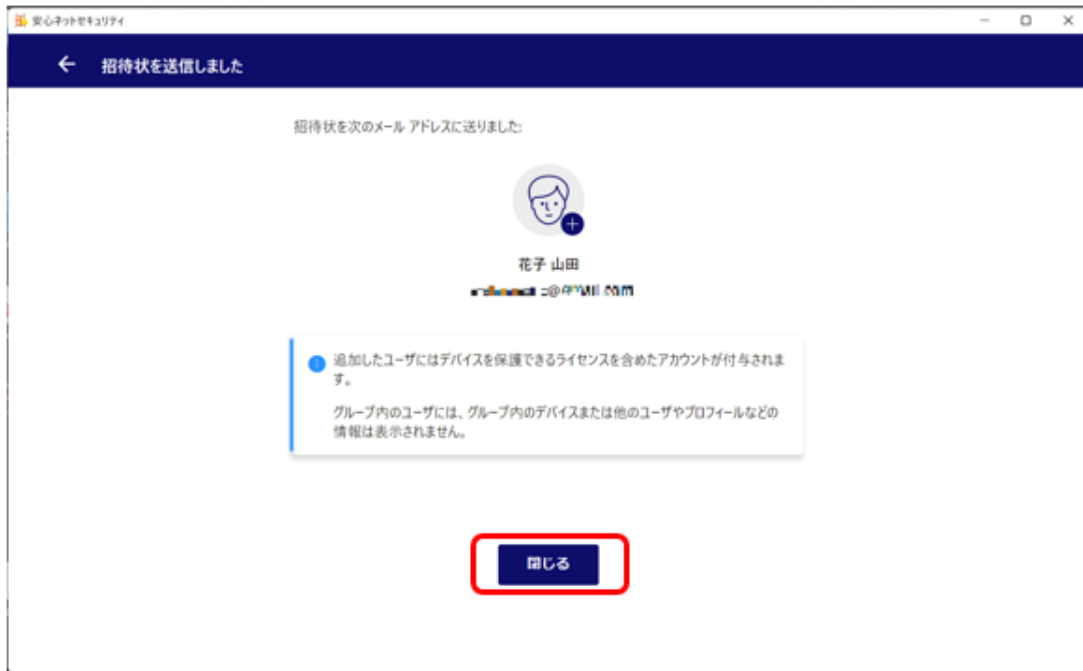 安心ネットセキュリティ
招待状を送信しました
招待状を次のメール アドレスに送りました:
花子 山田
追加したユーザにはデバイスを保護できるライセンスを含めたアカウントが付与されま
す。
グループ内のユーザには、グループ内のデバイスまたは他のユーザやプロフィールなどの
情報は表示されません。
閉じる